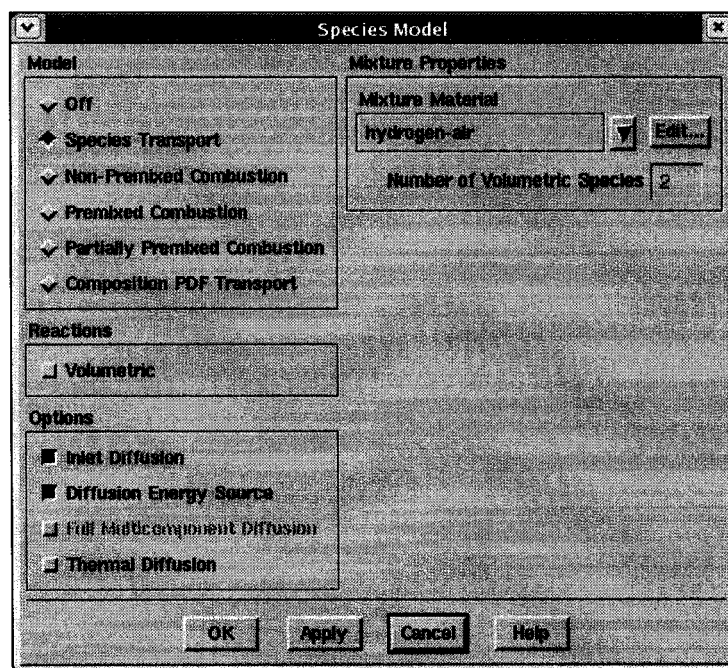 Species Model
Model
Off
Species Transport
Non-Premixed Combustion
Premixed Combustion
Partially Premixed Combustion
Composition PDF Transport
Reactions
Volumetric
Options
Inlet Diffusion
Diffusion Energy Source
Full Multicomponent Diffusion
Thermal Diffusion
Mixture Properties
Mixture Material
hydrogen-air
Edit...
Number of Volumetric Species 2
OK Apply Cancel Help